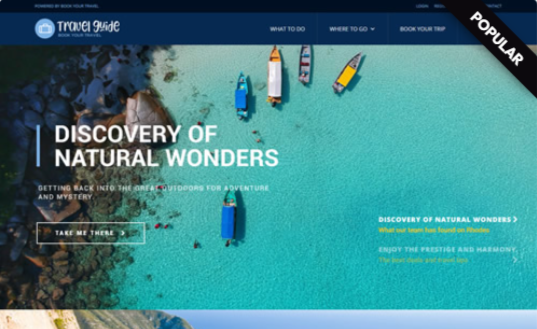 POWERED BY BOOK YOUR TRAVEL
LOGIN
POPULAR
Travel guide
BOOK YOUR TRAVEL
WHAT TO DO
WHERE TO GO
BOOK YOUR TRIP
DISCOVERY OF
NATURAL WONDERS
GETTING BACK INTO THE GREAT OUTDOORS FOR ADVENTURE
AND MYSTERY
TAKE ME THERE
DISCOVERY OF NATURAL WONDERS
What our team has found on Rhodes
ENJOY THE PRESTIGE AND HARMONY